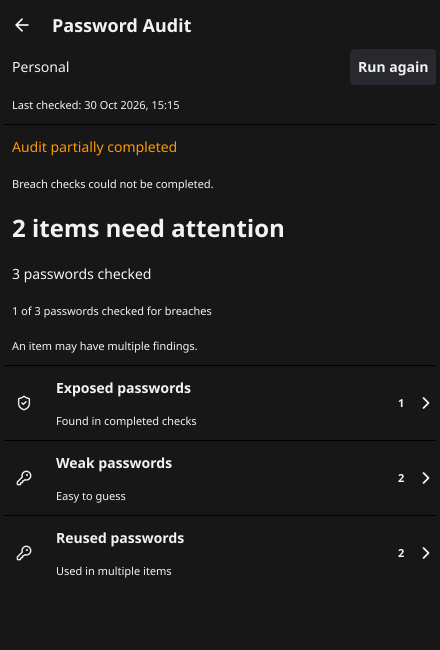 Password Audit
Personal
Run again
Last checked: 30 Oct 2026, 15:15
Audit partially completed
Breach checks could not be completed.
2 items need attention
3 passwords checked
1 of 3 passwords checked for breaches
An item may have multiple findings.
Exposed passwords
1
Found in completed checks
Weak passwords
2
Easy to guess
Reused passwords
2
Used in multiple items